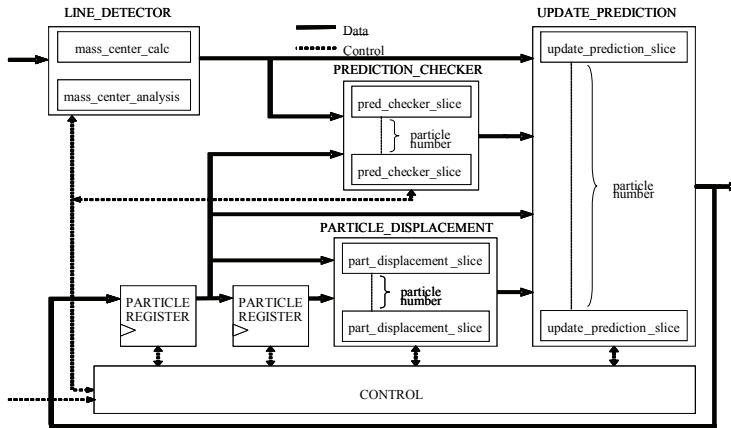 LINE_DETECTOR
Data
Control
UPDATE_PREDICTION
mass_center_calc
mass_center_analysis
PREDICTION_CHECKER
pred_checker_slice
particle
number
pred_checker_slice
update_prediction_slice
particle
number
update_prediction_slice
PARTICLE_DISPLACEMENT
part_displacement_slice
particle
number
part_displacement_slice
PARTICLE
REGISTER
PARTICLE
REGISTER
CONTROL